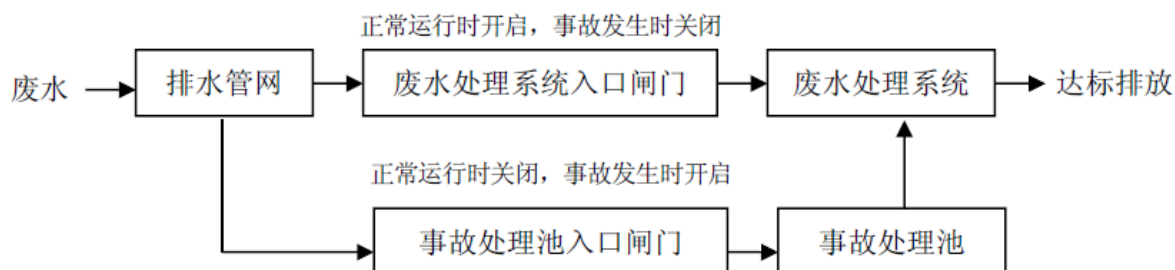 正常运行时开启，事故发生时关闭
废水
排水管网
废水处理系统入口闸门
废水处理系统
达标排放
正常运行时关闭，事故发生时开启
事故处理池入口闸门
事故处理池